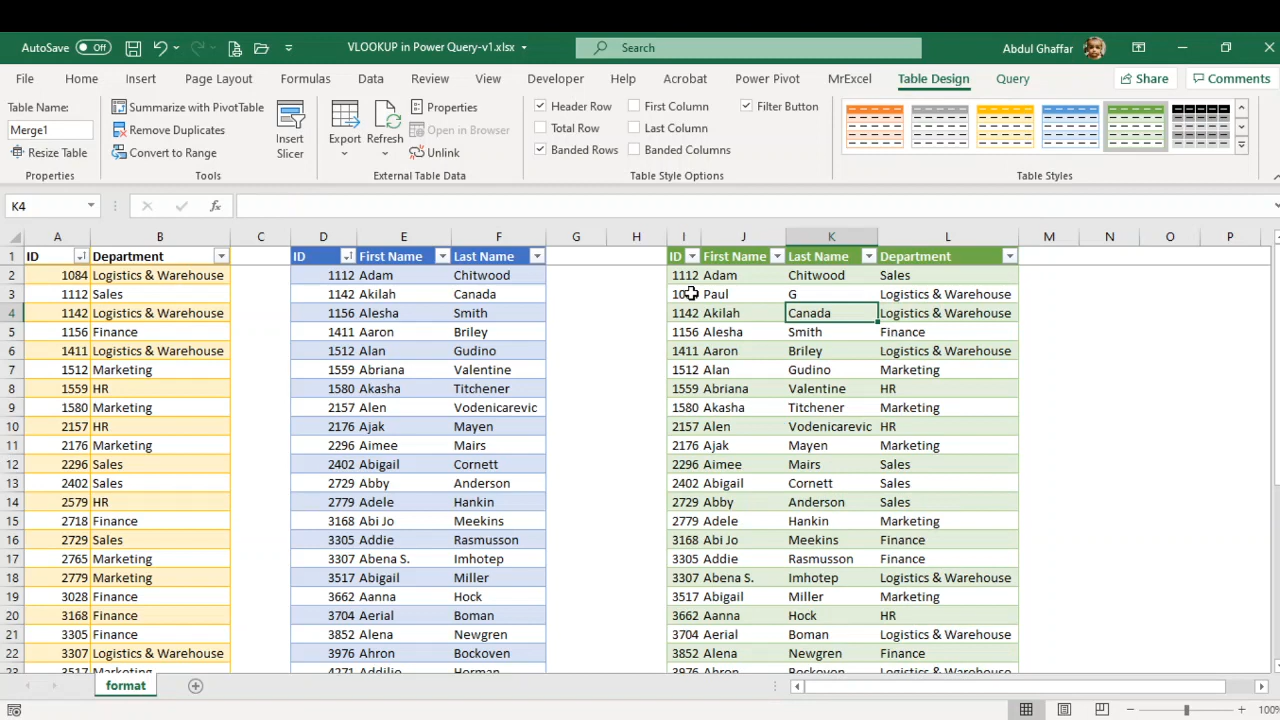 AutoSave Off VLOOKUP in Power Query-v1.xlsx Search Abdul Ghaffar
File Home Insert Page Layout Formulas Data Review View Developer Help Acrobat Power Pivot MrExcel Table Design Query Share Comments
Table Name: Summarize with PivotTable Properties Header Row First Column Filter Button
Merge1 Remove Duplicates Insert Slicer Export Refresh Open in Browser Total Row Last Column
Resize Table Convert to Range Unlink Banded Rows Banded Columns
Properties Tools External Table Data Table Style Options Table Styles
K4 fx
A B C D E F G H I J K L M N O P
1 ID Department ID First Name Last Name ID First Name Last Name Department
2 1084 Logistics & Warehouse 1112 Adam Chitwood 1112 Adam Chitwood Sales
3 1112 Sales 1142 Akilah Canada Paul G Logistics & Warehouse
4 1142 Logistics & Warehouse 1156 Alesha Smith 1142 Akilah Canada Logistics & Warehouse
5 1156 Finance 1411 Aaron Briley 1156 Alesha Smith Finance
6 1411 Logistics & Warehouse 1512 Alan Gudino 1411 Aaron Briley Logistics & Warehouse
7 1512 Marketing 1559 Abriana Valentine 1512 Alan Gudino Marketing
8 1559 HR 1580 Akasha Titchener 1559 Abriana Valentine HR
9 1580 Marketing 2157 Alen Vodenicarevic 1580 Akasha Titchener Marketing
10 2157 HR 2176 Ajak Mayen 2157 Alen Vodenicarevic HR
11 2176 Marketing 2296 Aimee Mairs 2176 Ajak Mayen Marketing
12 2296 Sales 2402 Abigail Cornett 2296 Aimee Mairs Sales
13 2402 Sales 2729 Abby Anderson 2402 Abigail Cornett Sales
14 2579 HR 2779 Adele Hankin 2729 Abby Anderson Sales
15 2718 Finance 3168 Abi Jo Meekins 2779 Adele Hankin Marketing
16 2729 Sales 3305 Addie Rasmusson 3168 Abi Jo Meekins Finance
17 2765 Marketing 3307 Abena S. Imhotep 3305 Addie Rasmusson Finance
18 2779 Marketing 3517 Abigail Miller 3307 Abena S. Imhotep Logistics & Warehouse
19 3028 Finance 3662 Aanna Hock 3517 Abigail Miller Marketing
20 3168 Finance 3704 Aerial Boman 3662 Aanna Hock HR
21 3305 Finance 3852 Alena Newgren 3704 Aerial Boman Logistics & Warehouse
22 3307 Logistics & Warehouse 3976 Ahron Bockoven 3852 Alena Newgren Finance
23 3517 Marketing 4271 Addilio Herman 3976 Ahron Bockoven Logistics & Warehouse
format
100%